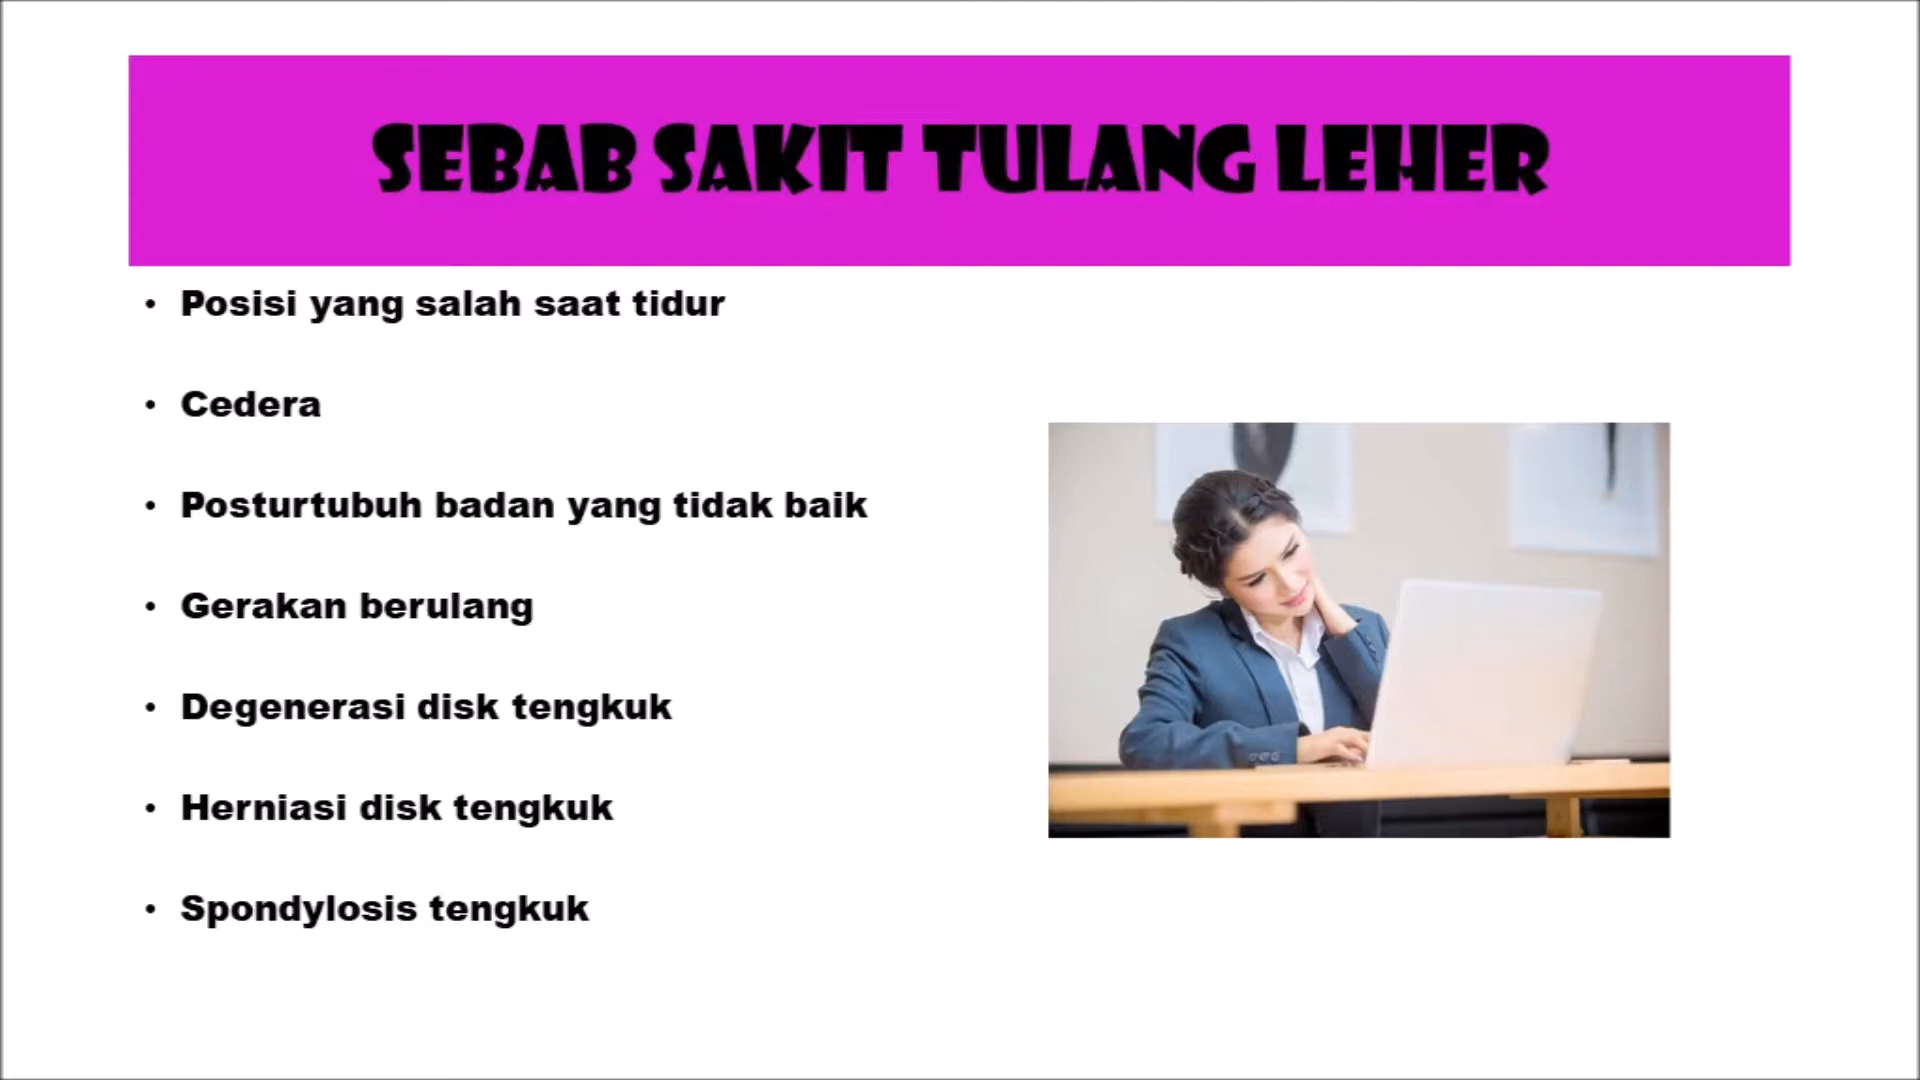 SEBAB SAKIT TULANG LEHER
• Posisi yang salah saat tidur
• Cedera
• Posturtubuh badan yang tidak baik
• Gerakan berulang
• Degenerasi disk tengkuk
• Herniasi disk tengkuk
• Spondylosis tengkuk